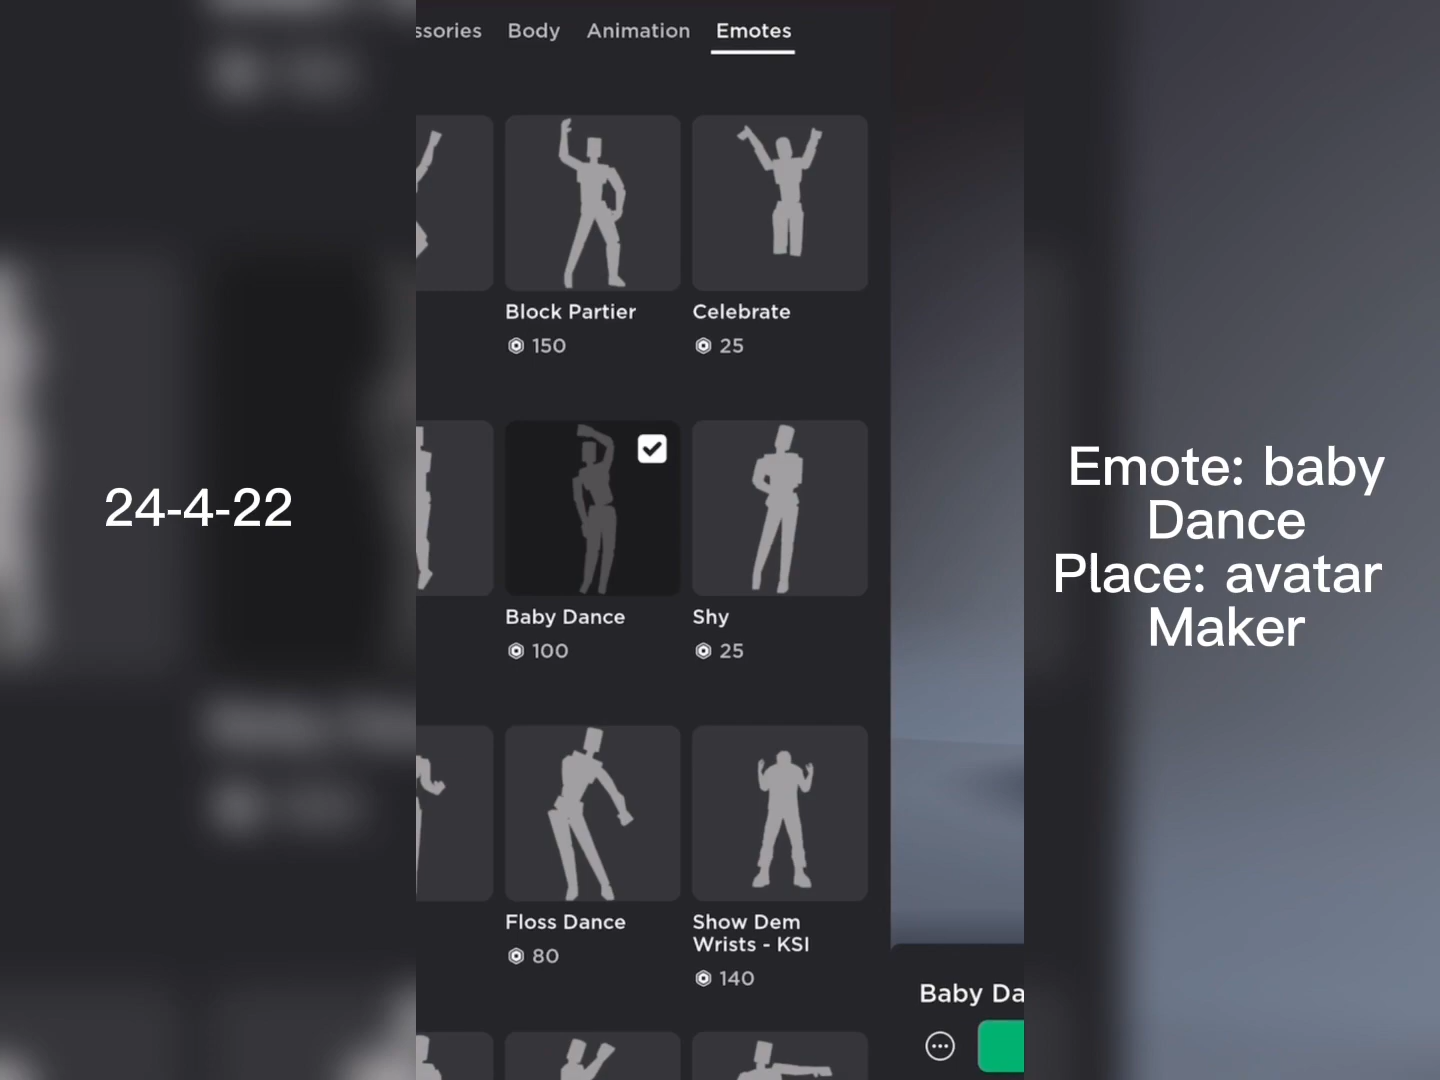 ssories Body Animation Emotes
Block Partier
150
Celebrate
25
Baby Dance
100
Shy
25
Floss Dance
80
Show Dem
Wrists - KSI
140
Baby Da
24-4-22
Emote: baby
Dance
Place: avatar
Maker